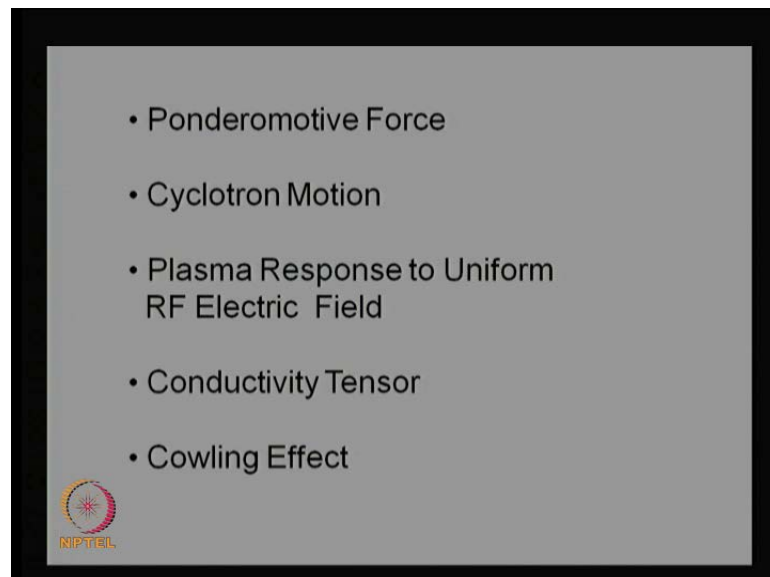 • Ponderomotive Force
• Cyclotron Motion
• Plasma Response to Uniform
RF Electric Field
• Conductivity Tensor
• Cowling Effect
NPTEL